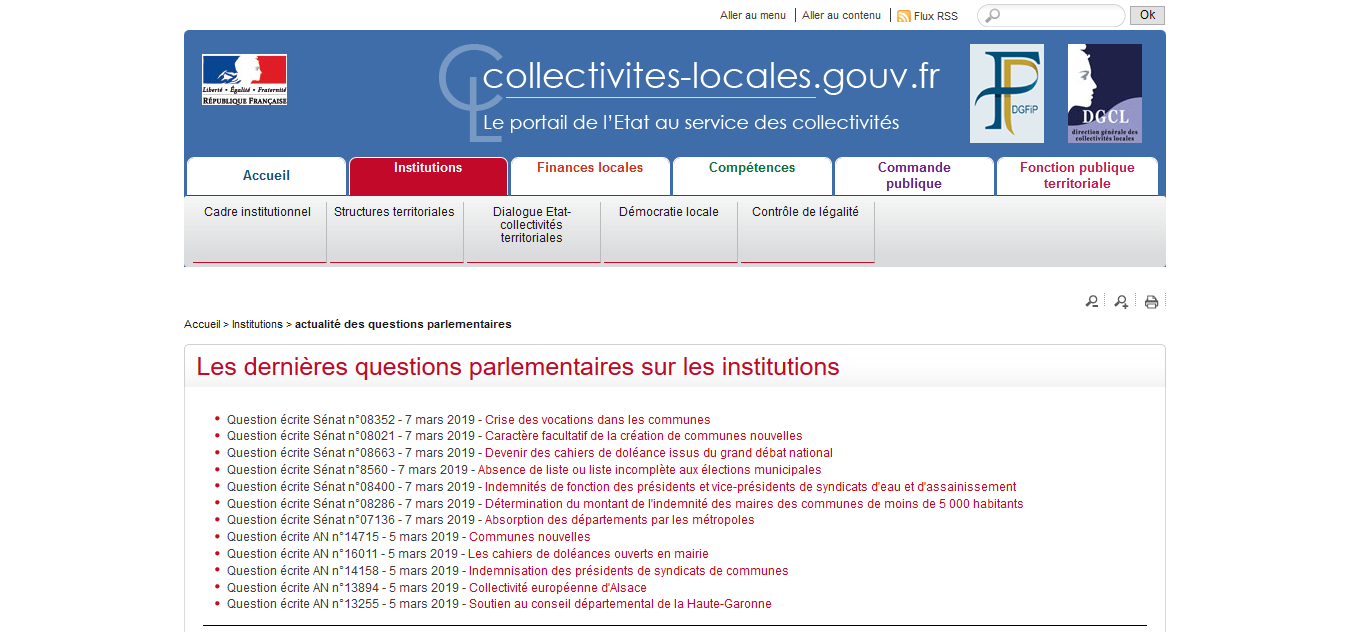 Aller au menu
Aller au contenu
Flux RSS
Ok
Liberté • Égalité • Fraternité
RÉPUBLIQUE FRANÇAISE
collectivites-locales.gouv.fr
Le portail de l'Etat au service des collectivités
DGFiP
DGCL
direction générale des
collectivités locales
Accueil
Institutions
Finances locales
Compétences
Commande
publique
Fonction publique
territoriale
Cadre institutionnel
Structures territoriales
Dialogue Etat-
collectivités
territoriales
Démocratie locale
Contrôle de légalité
Accueil > Institutions > actualité des questions parlementaires
Les dernières questions parlementaires sur les institutions
Question écrite Sénat n°08352 - 7 mars 2019 - Crise des vocations dans les communes
Question écrite Sénat n°08021 - 7 mars 2019 - Caractère facultatif de la création de communes nouvelles
Question écrite Sénat n°08663 - 7 mars 2019 - Devenir des cahiers de doléance issus du grand débat national
Question écrite Sénat n°8560 - 7 mars 2019 - Absence de liste ou liste incomplète aux élections municipales
Question écrite Sénat n°08400 - 7 mars 2019 - Indemnités de fonction des présidents et vice-présidents de syndicats d'eau et d'assainissement
Question écrite Sénat n°08286 - 7 mars 2019 - Détermination du montant de l'indemnité des maires des communes de moins de 5 000 habitants
Question écrite Sénat n°07136 - 7 mars 2019 - Absorption des départements par les métropoles
Question écrite AN n°14715 - 5 mars 2019 - Communes nouvelles
Question écrite AN n°16011 - 5 mars 2019 - Les cahiers de doléances ouverts en mairie
Question écrite AN n°14158 - 5 mars 2019 - Indemnisation des présidents de syndicats de communes
Question écrite AN n°13894 - 5 mars 2019 - Collectivité européenne d'Alsace
Question écrite AN n°13255 - 5 mars 2019 - Soutien au conseil départemental de la Haute-Garonne